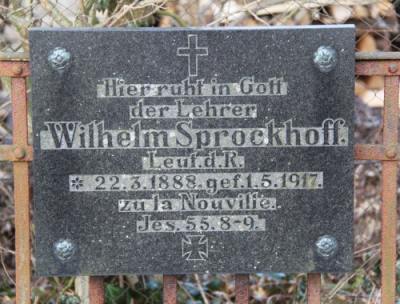 Hier ruht in Gott
der Lehrer
Wilhelm Sprockhoff.
Leut. d. R.
* 22. 3. 1888. gef. 1. 5. 1917.
zu la Nouville.
Jes. 55. 8-9.